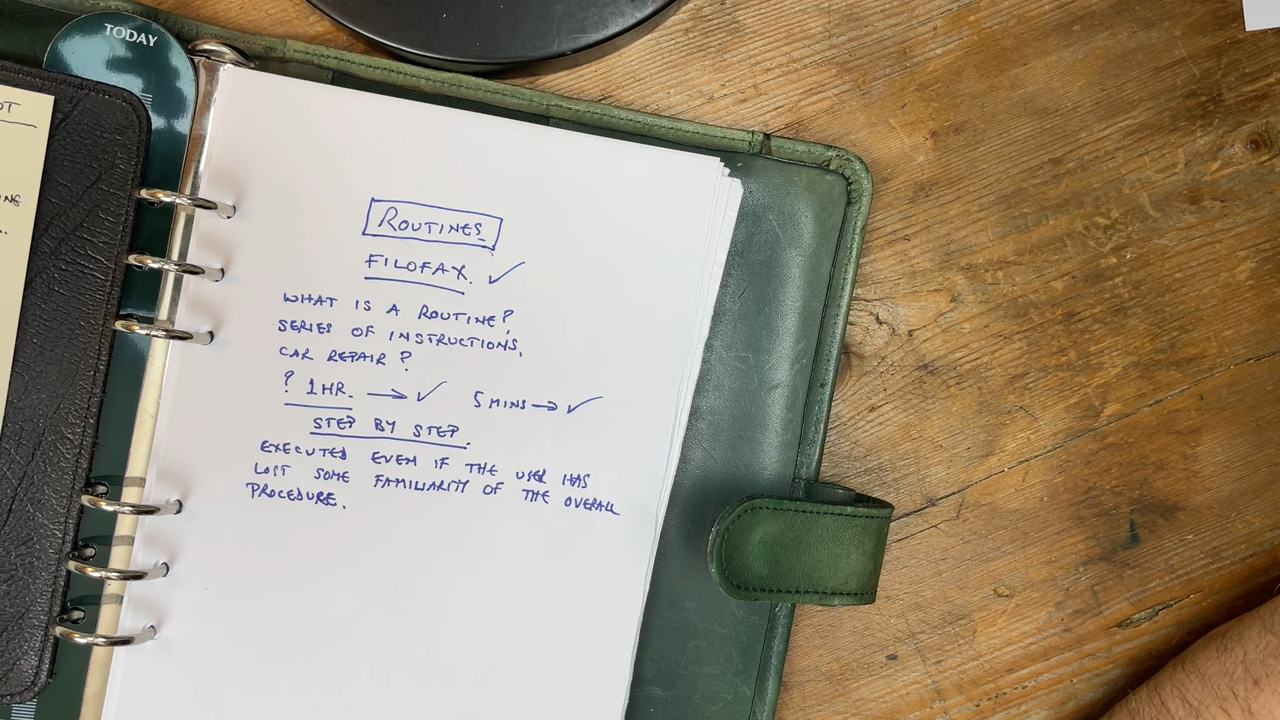 TODAY
OT
ROUTINES.
FILOFAX. ✓
WHAT IS A ROUTINE?
SERIES OF INSTRUCTIONS.
CAR REPAIR?
? 1HR. → ✓ 5 MINS → ✓
STEP BY STEP.
EXECUTED EVEN IF THE USER HAS
LOST SOME FAMILIARITY OF THE OVERALL
PROCEDURE.